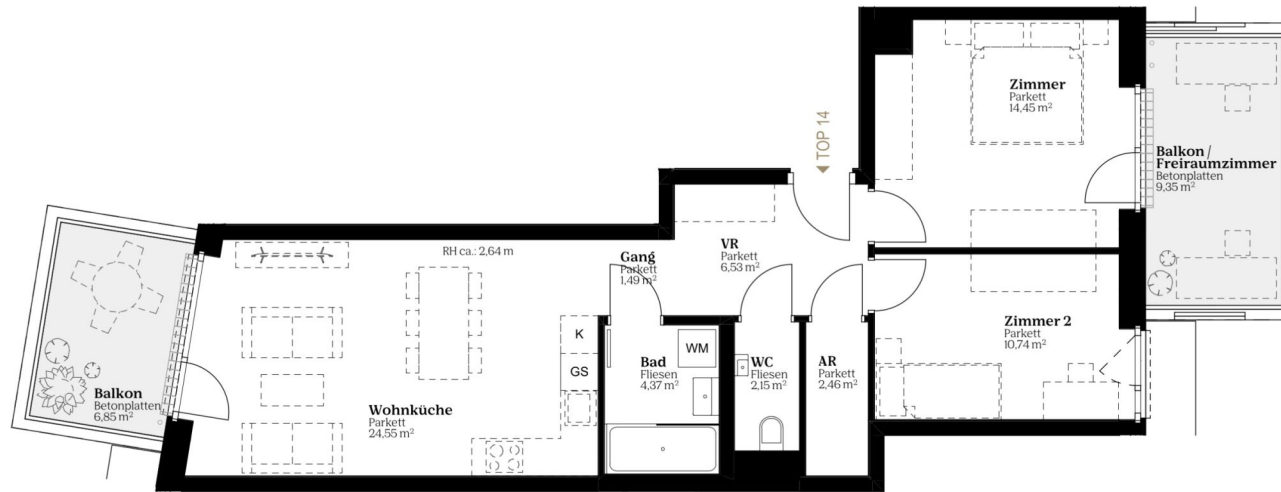 TOP 14
Zimmer
Parkett
14,45 m²
Balkon/
Freiraumzimmer
Betonplatten
9,35 m²
RH ca.: 2,64 m
Gang
Parkett
1,49 m²
VR
Parkett
6,53 m²
Zimmer 2
Parkett
10,74 m²
K
GS
WM
Bad
Fliesen
4,37 m²
WC
Fliesen
2,15 m²
AR
Parkett
2,46 m²
Balkon
Betonplatten
6,85 m²
Wohnküche
Parkett
24,55 m²